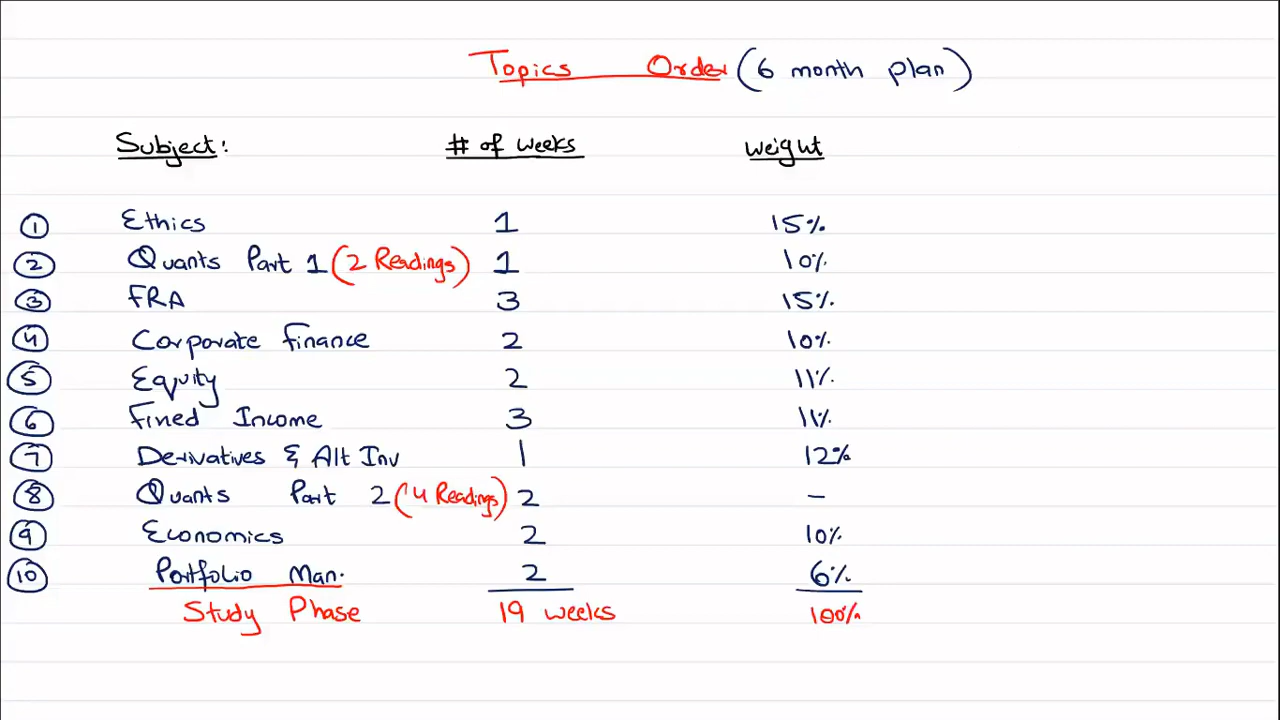 Topics Order (6 month plan)
Subject: # of weeks weight
1 Ethics 1 15%
2 Quants Part 1 (2 Readings) 1 10%
3 FRA 3 15%
4 Corporate Finance 2 10%
5 Equity 2 11%
6 Fined Income 3 11%
7 Derivatives & Alt Inv 1 12%
8 Quants Part 2 (4 Readings) 2 -
9 Economics 2 10%
10 Portfolio Man. 2 6%
Study Phase 19 weeks 100%